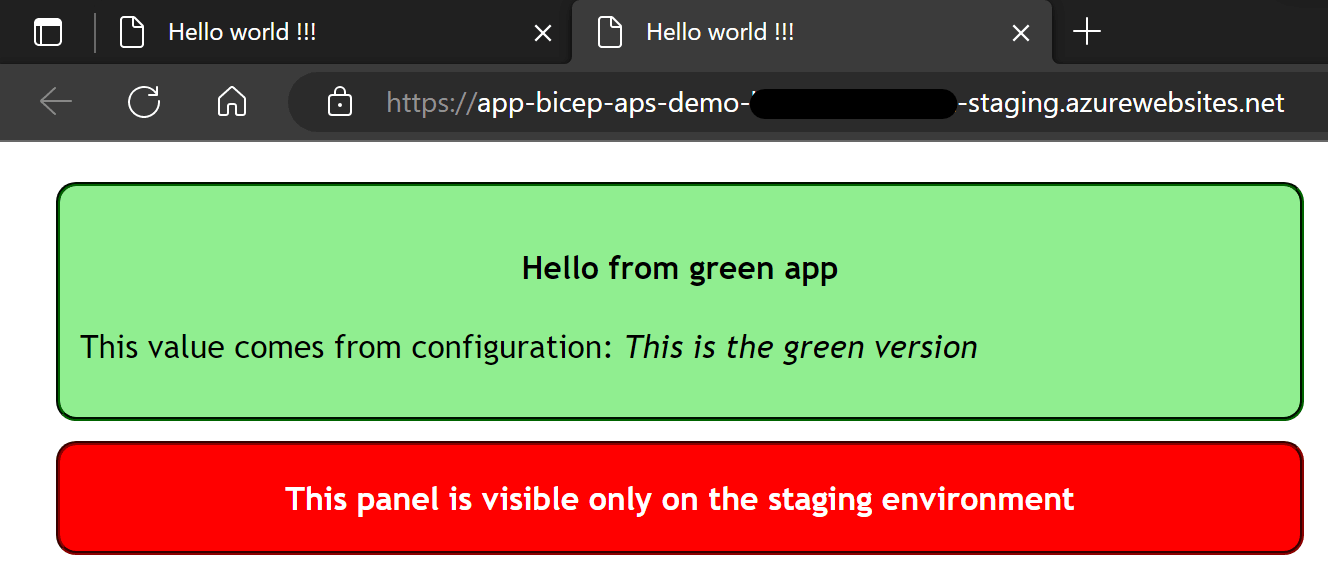 Hello world !!!
Hello world !!!
https://app-bicep-aps-demo- -staging.azurewebsites.net
Hello from green app
This value comes from configuration: This is the green version
This panel is visible only on the staging environment